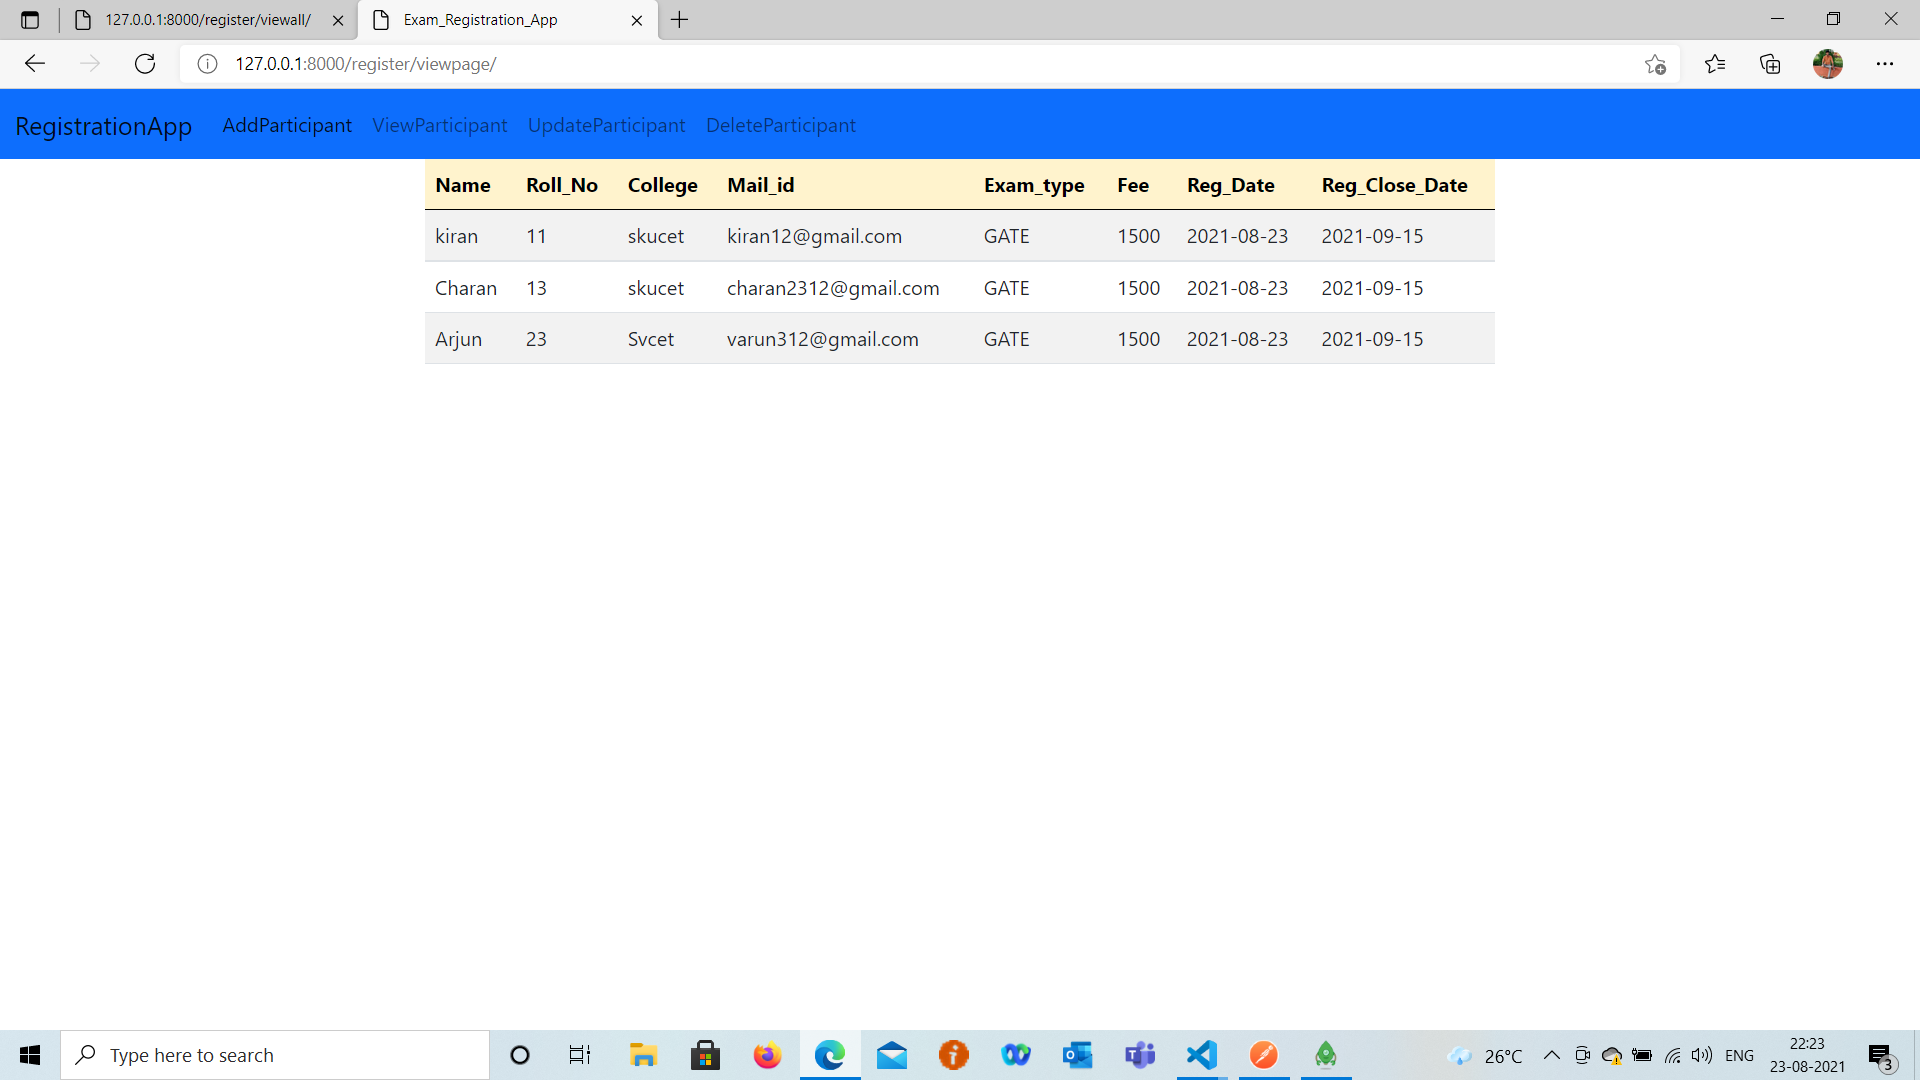 127.0.0.1:8000/register/viewall/ Exam_Registration_App
127.0.0.1:8000/register/viewpage/
RegistrationApp AddParticipant ViewParticipant UpdateParticipant DeleteParticipant
Name Roll_No College Mail_id Exam_type Fee Reg_Date Reg_Close_Date
kiran 11 skucet kiran12@gmail.com GATE 1500 2021-08-23 2021-09-15
Charan 13 skucet charan2312@gmail.com GATE 1500 2021-08-23 2021-09-15
Arjun 23 Svcet varun312@gmail.com GATE 1500 2021-08-23 2021-09-15
Type here to search 26°C ENG 22:23
23-08-2021 3